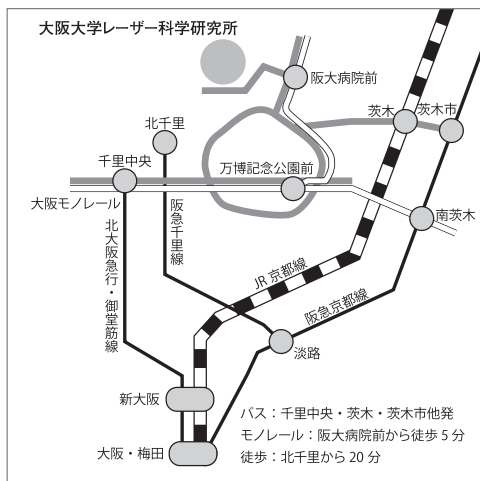 大阪大学レーザー科学研究所
阪大病院前
茨木
茨木市
北千里
千里中央
万博記念公園前
大阪モノレール
南茨木
阪急千里線
北大阪急行・御堂筋線
JR 京都線
阪急京都線
淡路
新大阪
大阪・梅田
バス：千里中央・茨木・茨木市他発
モノレール：阪大病院前から徒歩 5 分
徒歩：北千里から 20 分